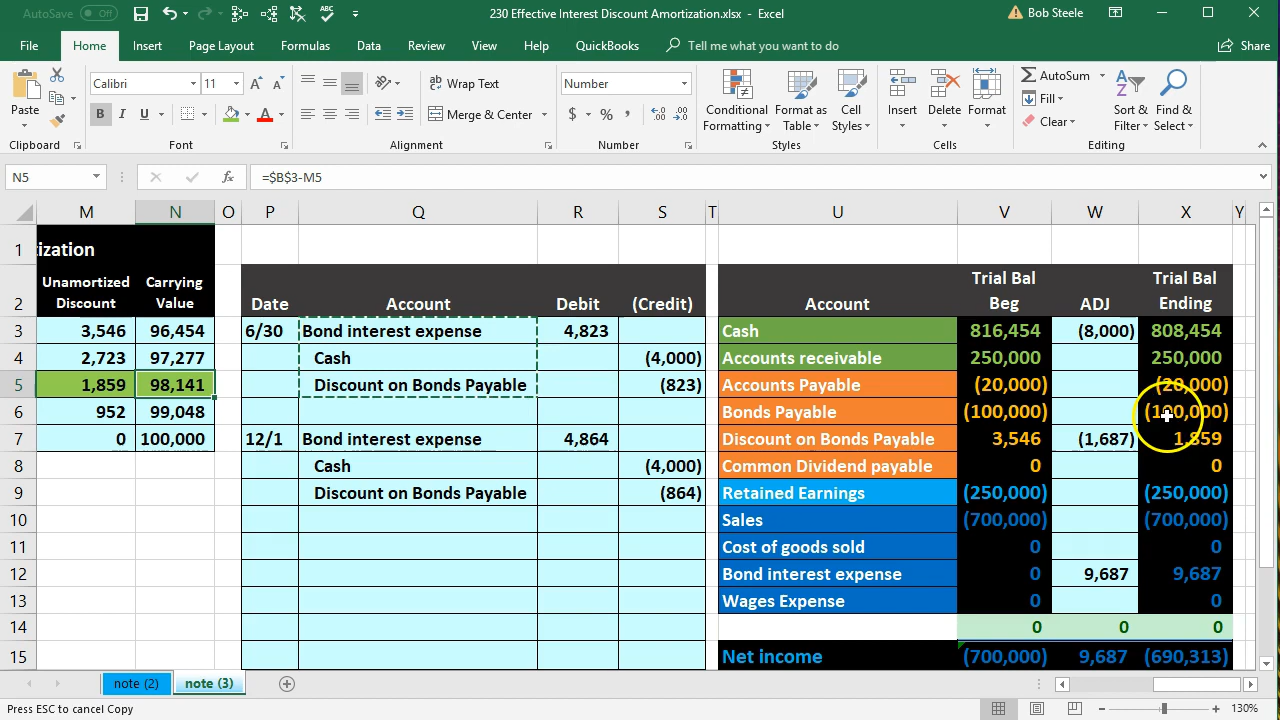 AutoSave Off
230 Effective Interest Discount Amortization.xlsx - Excel
Bob Steele
File Home Insert Page Layout Formulas Data Review View Help QuickBooks Tell me what you want to do Share
Paste
Calibri 11
Wrap Text
Number
Conditional Formatting
Format as Table
Cell Styles
Insert
Delete
Format
AutoSum
Fill
Clear
Sort & Filter
Find & Select
B I U
Merge & Center
$ % ,
Clipboard Font Alignment Number Styles Cells Editing
N5 fx =$B$3-M5
M N O P Q R S T U V W X Y
1 tization
2 Unamortized Discount Carrying Value Date Account Debit (Credit) Account Trial Bal Beg ADJ Trial Bal Ending
3 3,546 96,454 6/30 Bond interest expense 4,823 Cash 816,454 (8,000) 808,454
4 2,723 97,277 Cash (4,000) Accounts receivable 250,000 250,000
5 1,859 98,141 Discount on Bonds Payable (823) Accounts Payable (20,000) (20,000)
6 952 99,048 Bonds Payable (100,000) (100,000)
7 0 100,000 12/1 Bond interest expense 4,864 Discount on Bonds Payable 3,546 (1,687) 1,859
8 Cash (4,000) Common Dividend payable 0 0
9 Discount on Bonds Payable (864) Retained Earnings (250,000) (250,000)
10 Sales (700,000) (700,000)
11 Cost of goods sold 0 0
12 Bond interest expense 0 9,687 9,687
13 Wages Expense 0 0
14 0 0 0
15 Net income (700,000) 9,687 (690,313)
note (2) note (3)
Press ESC to cancel Copy
130%